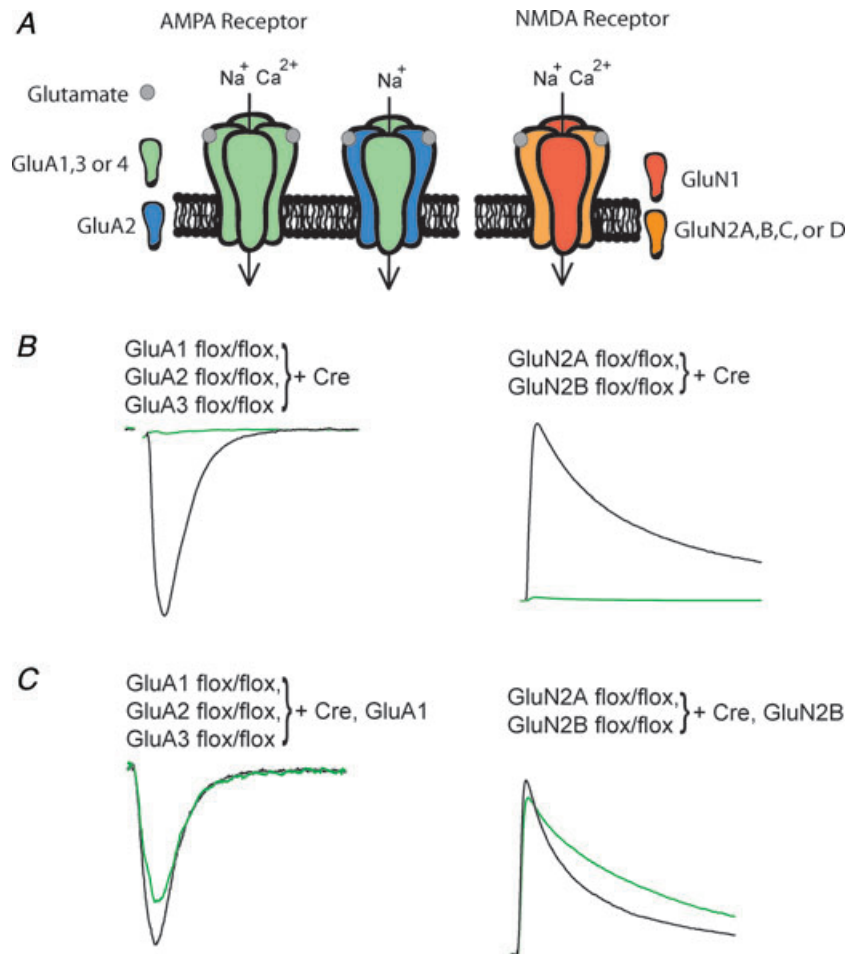 A
AMPA Receptor
NMDA Receptor
Na+ Ca2+
Na+
Na+ Ca2+
Glutamate
GluA1,3 or 4
GluA2
GluN1
GluN2A,B,C, or D
B
GluA1 flox/flox,
GluA2 flox/flox, + Cre
GluA3 flox/flox
GluN2A flox/flox,
GluN2B flox/flox } + Cre
C
GluA1 flox/flox,
GluA2 flox/flox, + Cre, GluA1
GluA3 flox/flox
GluN2A flox/flox,
GluN2B flox/flox } + Cre, GluN2B